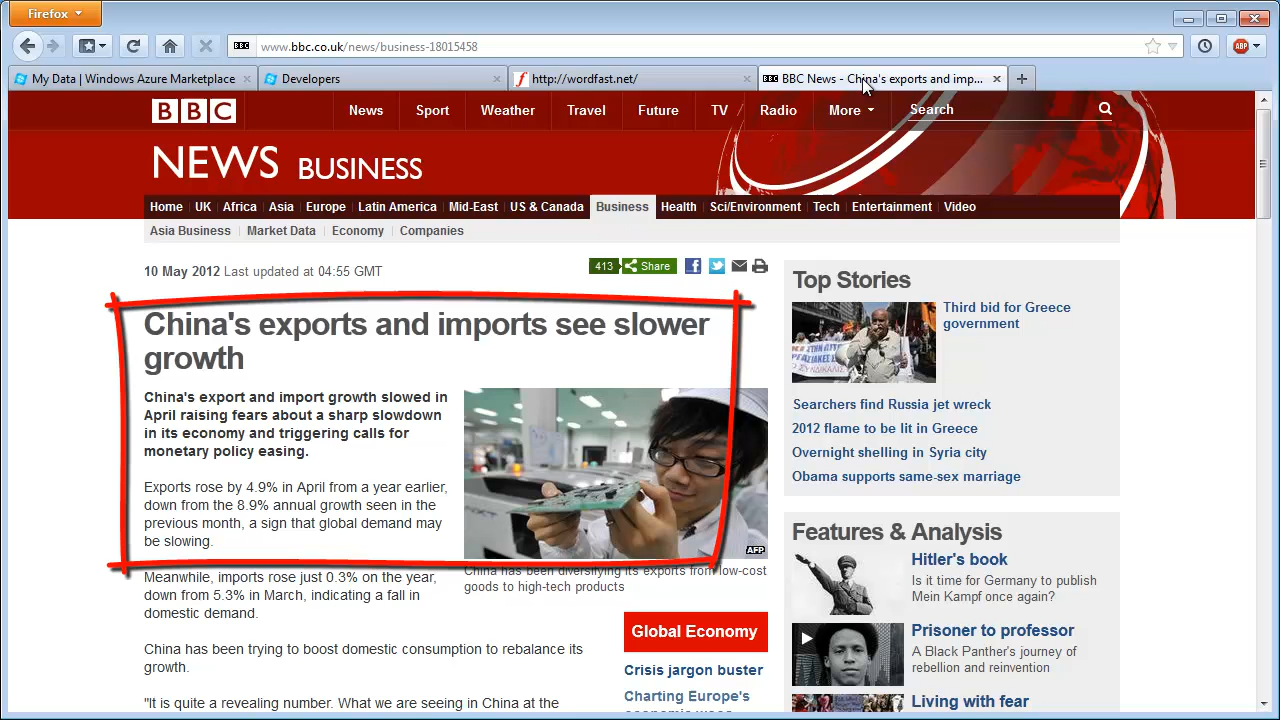 Firefox
BBC www.bbc.co.uk/news/business-18015458 ABP
My Data | Windows Azure Marketplace Developers http://wordfast.net/ BBC BBC News - China's exports and imp...
BBC News Sport Weather Travel Future TV Radio More Search
NEWS BUSINESS
Home UK Africa Asia Europe Latin America Mid-East US & Canada Business Health Sci/Environment Tech Entertainment Video
Asia Business Market Data Economy Companies
10 May 2012 Last updated at 04:55 GMT
413 Share
China's exports and imports see slower
growth
China's export and import growth slowed in
April raising fears about a sharp slowdown
in its economy and triggering calls for
monetary policy easing.
Exports rose by 4.9% in April from a year earlier,
down from the 8.9% annual growth seen in the
previous month, a sign that global demand may
be slowing.
AFP
China has been diversifying its exports from low-cost
goods to high-tech products
Meanwhile, imports rose just 0.3% on the year,
down from 5.3% in March, indicating a fall in
domestic demand.
China has been trying to boost domestic consumption to rebalance its
growth.
"It is quite a revealing number. What we are seeing in China at the
Global Economy
Crisis jargon buster
Charting Europe's
Top Stories
Third bid for Greece
government
Searchers find Russia jet wreck
2012 flame to be lit in Greece
Overnight shelling in Syria city
Obama supports same-sex marriage
Features & Analysis
Hitler's book
Is it time for Germany to publish
Mein Kampf once again?
Prisoner to professor
A Black Panther's journey of
rebellion and reinvention
Living with fear